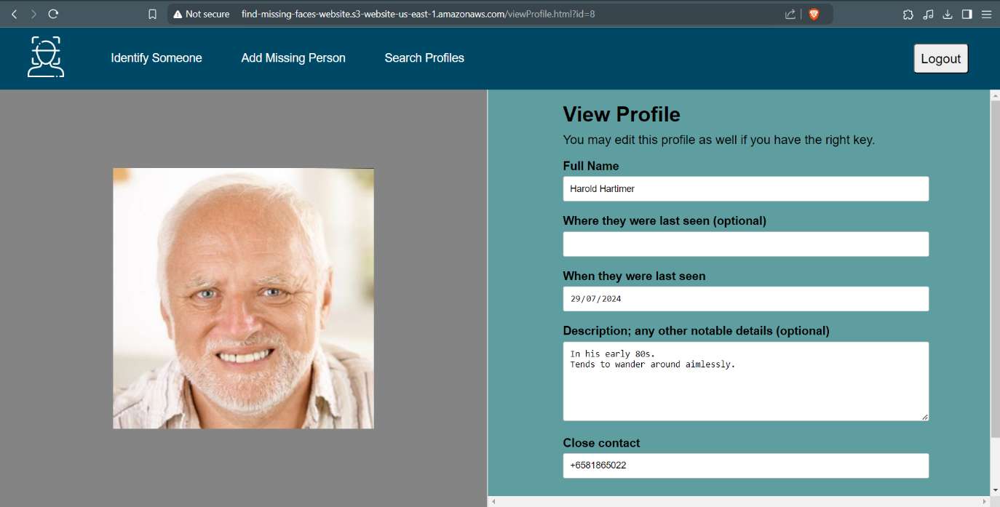 Not secure find-missing-faces-website.s3-website-us-east-1.amazonaws.com/viewProfile.html?id=8
Identify Someone Add Missing Person Search Profiles Logout
View Profile
You may edit this profile as well if you have the right key.
Full Name
Harold Hartimer
Where they were last seen (optional)
When they were last seen
29/07/2024
Description; any other notable details (optional)
In his early 80s.
Tends to wander around aimlessly.
Close contact
+6581865022